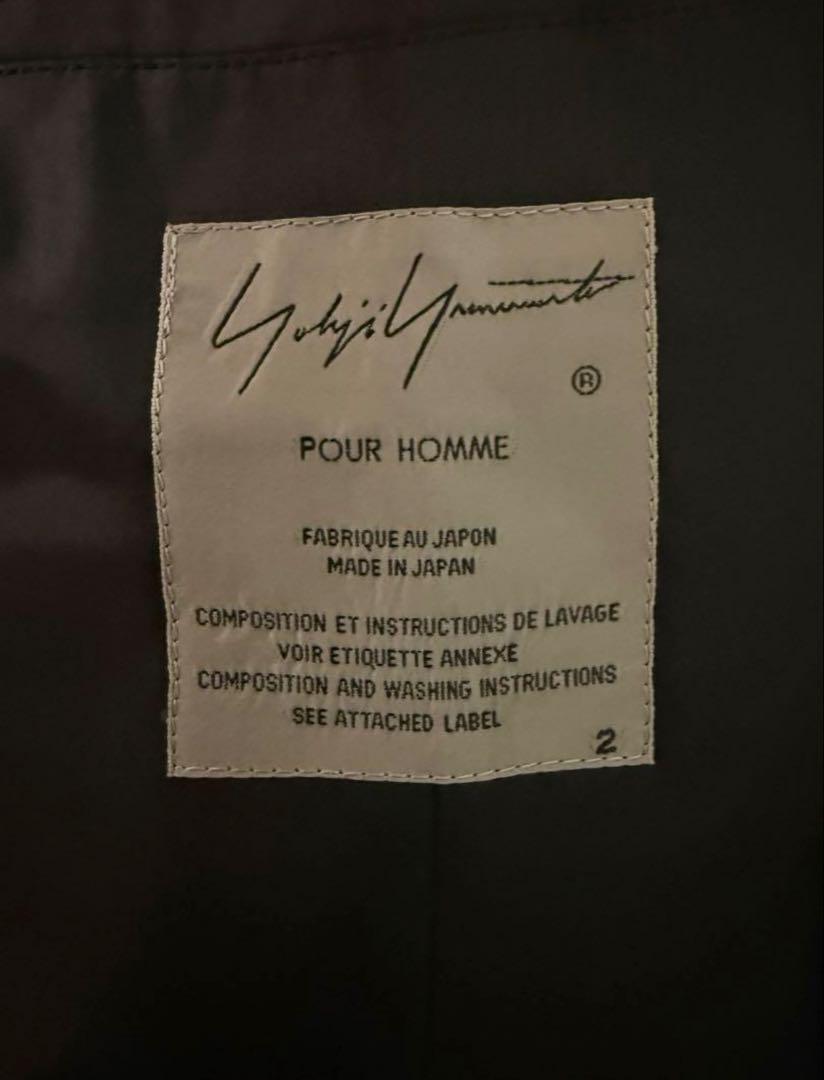 Yohji Yamamoto
®
POUR HOMME
FABRIQUE AU JAPON
MADE IN JAPAN
COMPOSITION ET INSTRUCTIONS DE LAVAGE
VOIR ETIQUETTE ANNEXE
COMPOSITION AND WASHING INSTRUCTIONS
SEE ATTACHED LABEL
2